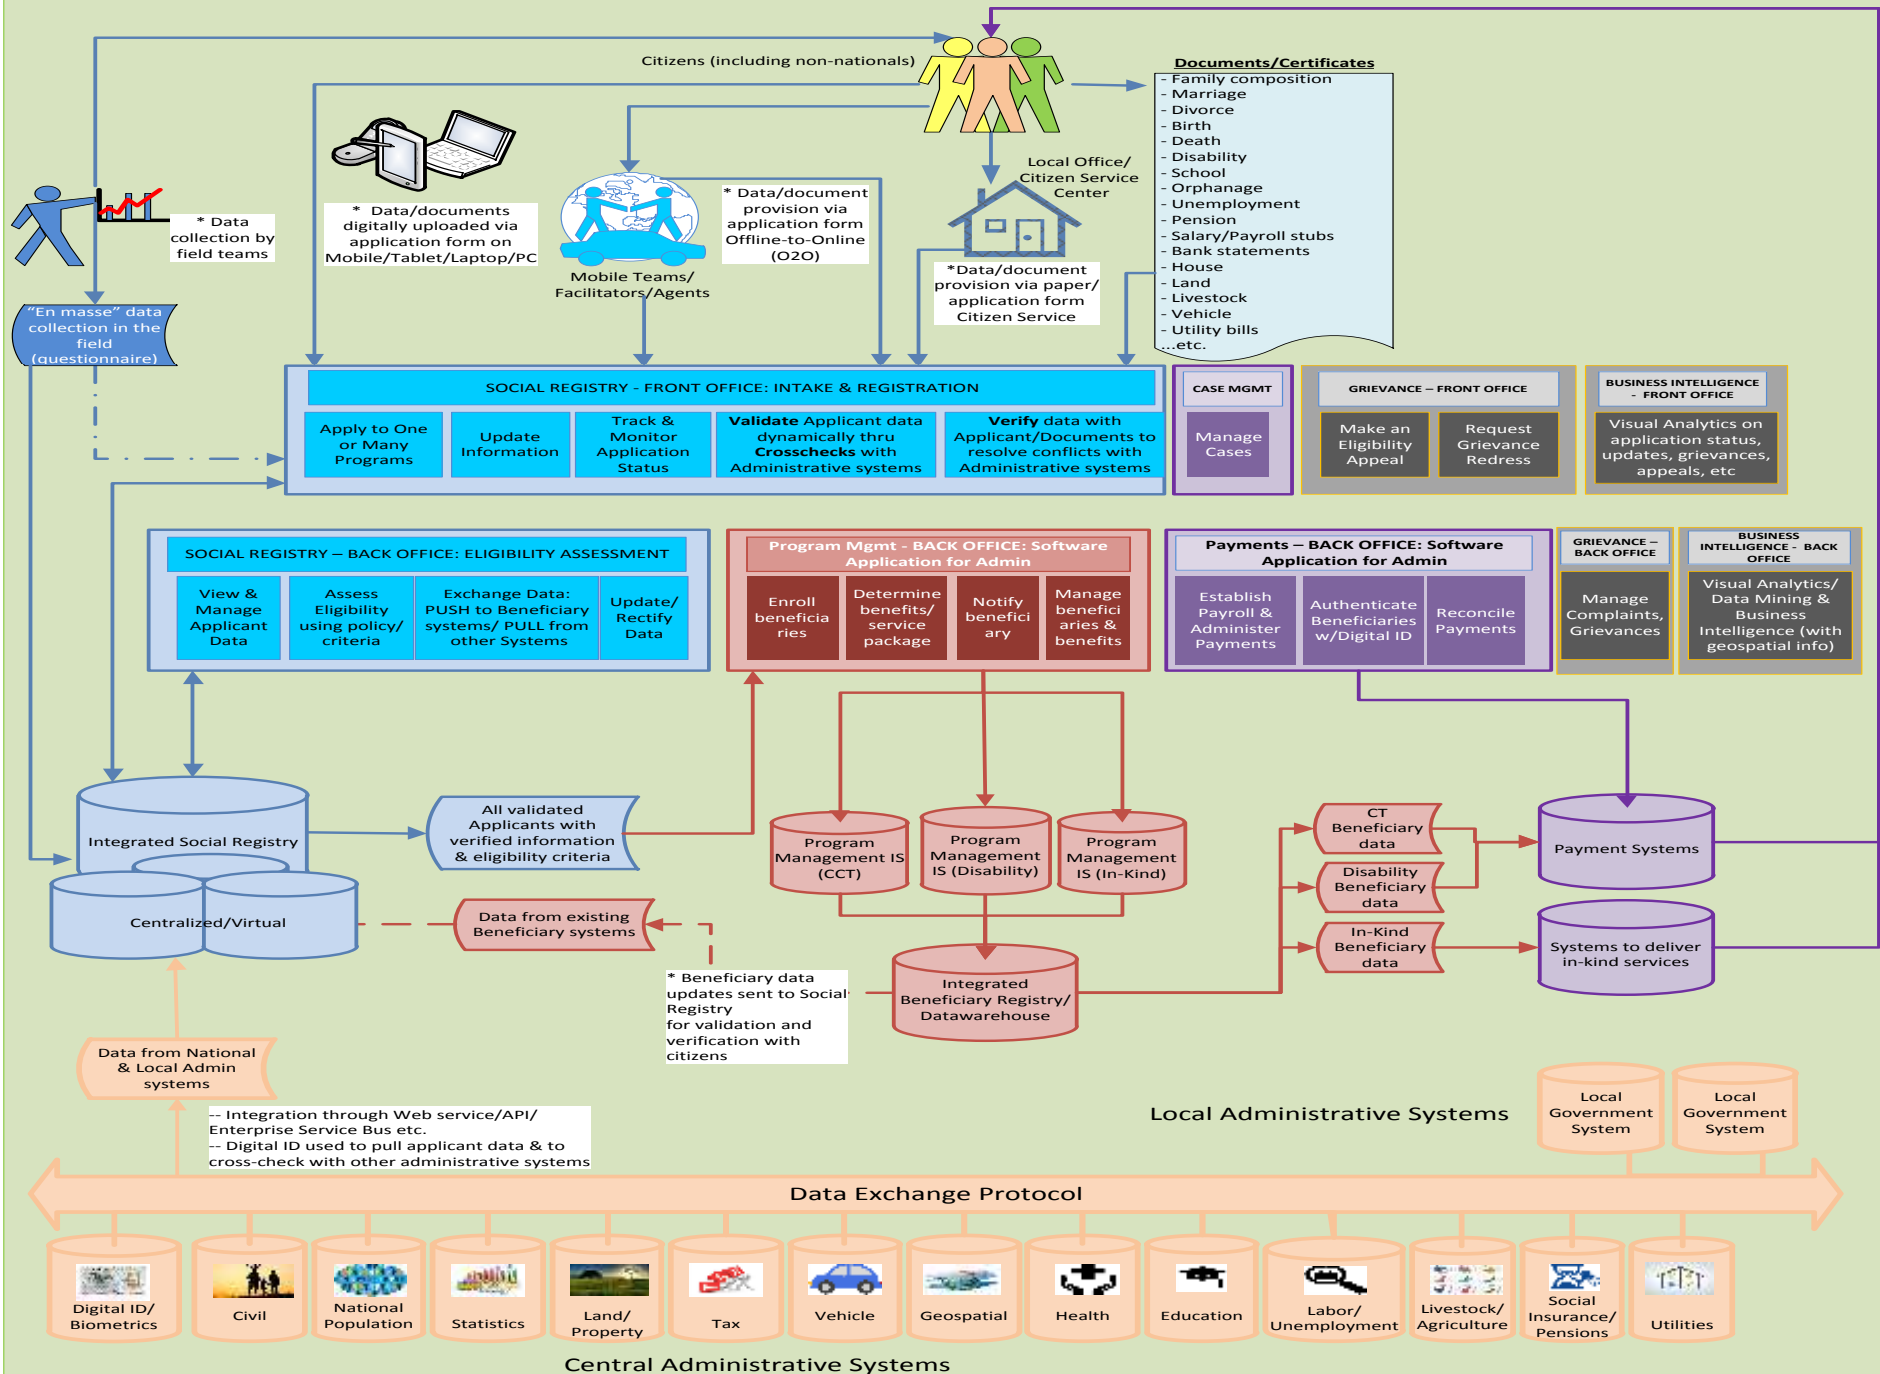 Citizens (including non-nationals)
Documents/Certificates
- Family composition
- Marriage
- Divorce
- Birth
- Death
- Disability
- School
- Orphanage
- Unemployment
- Pension
- Salary/Payroll stubs
- Bank statements
- House
- Land
- Livestock
- Vehicle
- Utility bills
...etc.
* Data
collection by
field teams
* Data/documents
digitally uploaded via
application form on
Mobile/Tablet/Laptop/PC
* Data/document
provision via
application form
Offline-to-Online
(O2O)
Mobile Teams/
Facilitators/Agents
Local Office/
Citizen Service
Center
*Data/document
provision via paper/
application form
Citizen Service
"En masse" data
collection in the
field
(questionnaire)
SOCIAL REGISTRY - FRONT OFFICE: INTAKE & REGISTRATION
Apply to One
or Many
Programs
Update
Information
Track &
Monitor
Application
Status
Validate Applicant data
dynamically thru
Crosschecks with
Administrative systems
Verify data with
Applicant/Documents to
resolve conflicts with
Administrative systems
CASE MGMT
Manage
Cases
GRIEVANCE – FRONT OFFICE
Make an
Eligibility
Appeal
Request
Grievance
Redress
BUSINESS INTELLIGENCE
- FRONT OFFICE
Visual Analytics on
application status,
updates, grievances,
appeals, etc
SOCIAL REGISTRY – BACK OFFICE: ELIGIBILITY ASSESSMENT
View &
Manage
Applicant
Data
Assess
Eligibility
using policy/
criteria
Exchange Data:
PUSH to Beneficiary
systems/ PULL from
other Systems
Update/
Rectify
Data
Program Mgmt - BACK OFFICE: Software
Application for Admin
Enroll
beneficia
ries
Determine
benefits/
service
package
Notify
benefici
ary
Manage
benefici
aries &
benefits
Payments – BACK OFFICE: Software
Application for Admin
Establish
Payroll &
Administer
Payments
Authenticate
Beneficiaries
w/Digital ID
Reconcile
Payments
GRIEVANCE –
BACK OFFICE
Manage
Complaints,
Grievances
BUSINESS
INTELLIGENCE - BACK
OFFICE
Visual Analytics/
Data Mining &
Business
Intelligence (with
geospatial info)
Integrated Social Registry
Centralized/Virtual
All validated
Applicants with
verified information
& eligibility criteria
Data from existing
Beneficiary systems
Program
Management IS
(CCT)
Program
Management
IS (Disability)
Program
Management
IS (In-Kind)
CT
Beneficiary
data
Disability
Beneficiary
data
In-Kind
Beneficiary
data
Payment Systems
Systems to deliver
in-kind services
* Beneficiary data
updates sent to Social
Registry
for validation and
verification with
citizens
Integrated
Beneficiary Registry/
Datawarehouse
Data from National
& Local Admin
systems
-- Integration through Web service/API/
Enterprise Service Bus etc.
-- Digital ID used to pull applicant data & to
cross-check with other administrative systems
Local Administrative Systems
Local
Government
System
Local
Government
System
Data Exchange Protocol
Digital ID/
Biometrics
Civil
National
Population
Statistics
Land/
Property
Tax
Vehicle
Geospatial
Health
Education
Labor/
Unemployment
Livestock/
Agriculture
Social
Insurance/
Pensions
Utilities
Central Administrative Systems